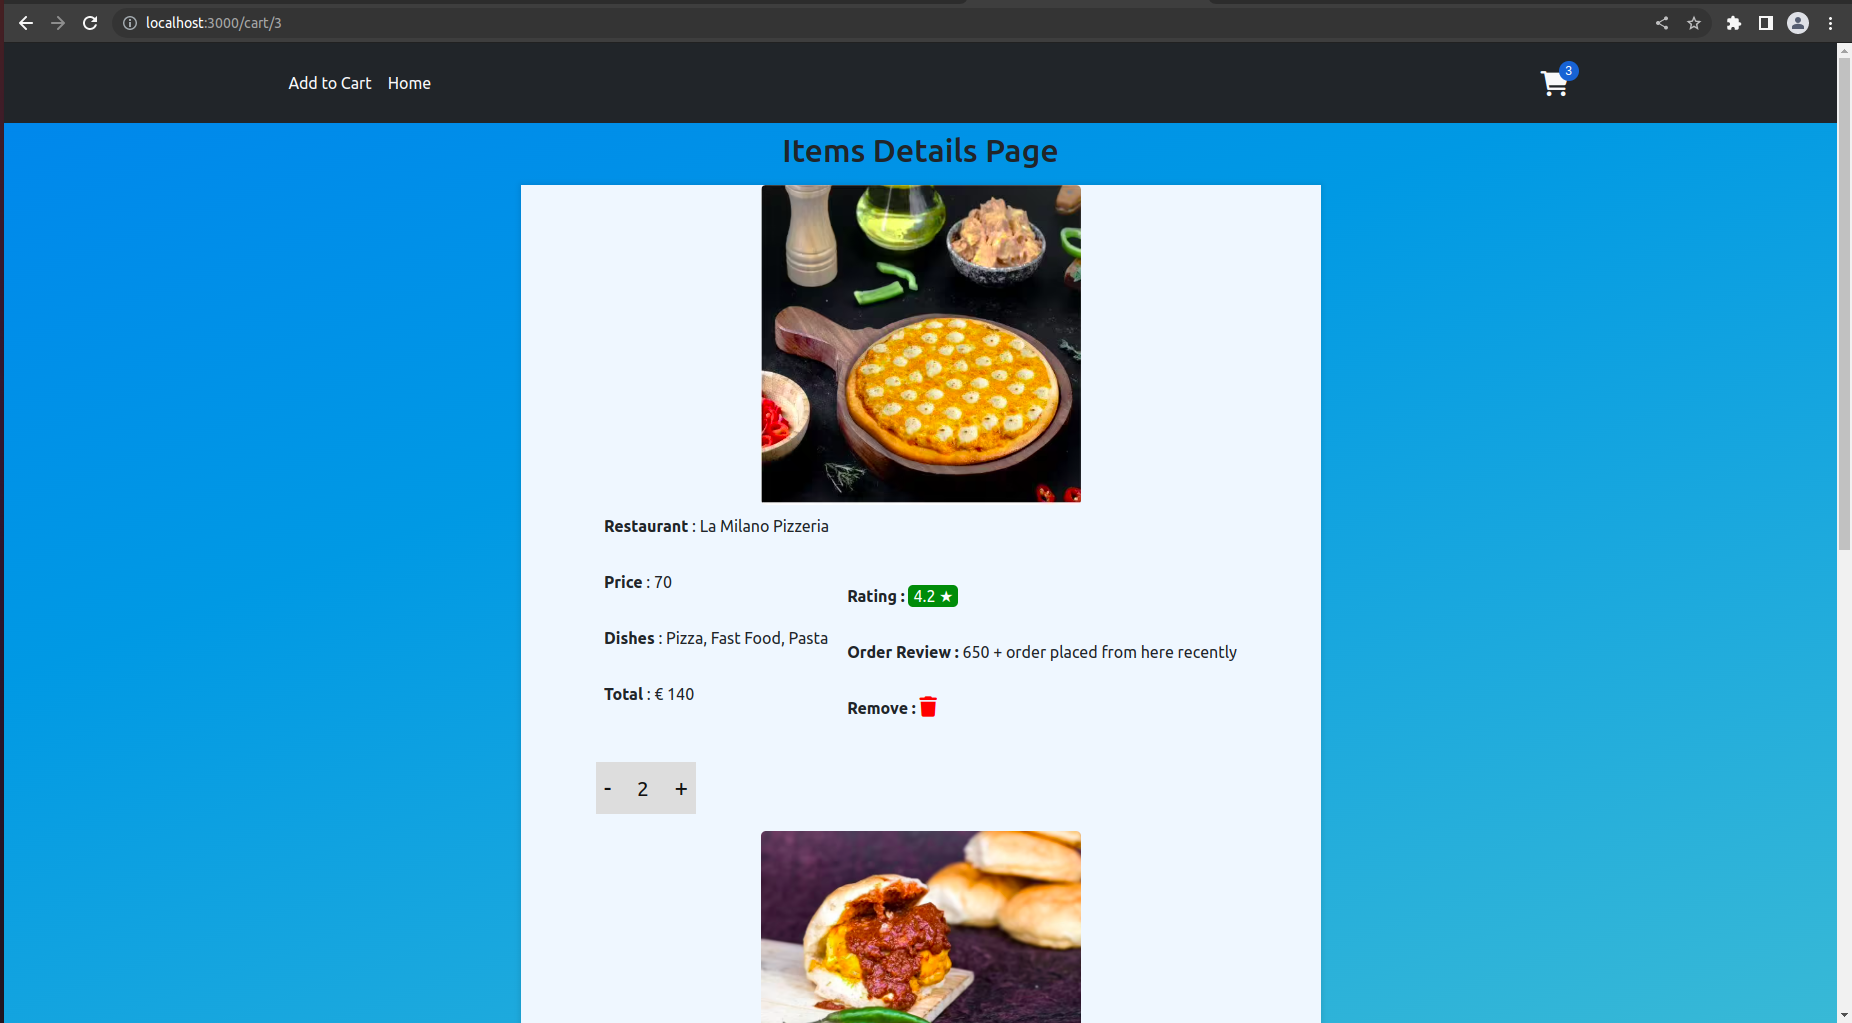 localhost:3000/cart/3
Add to Cart Home
3
Items Details Page
Restaurant : La Milano Pizzeria
Price : 70
Dishes : Pizza, Fast Food, Pasta
Total : € 140
Rating : 4.2 ★
Order Review : 650 + order placed from here recently
Remove :
- 2 +